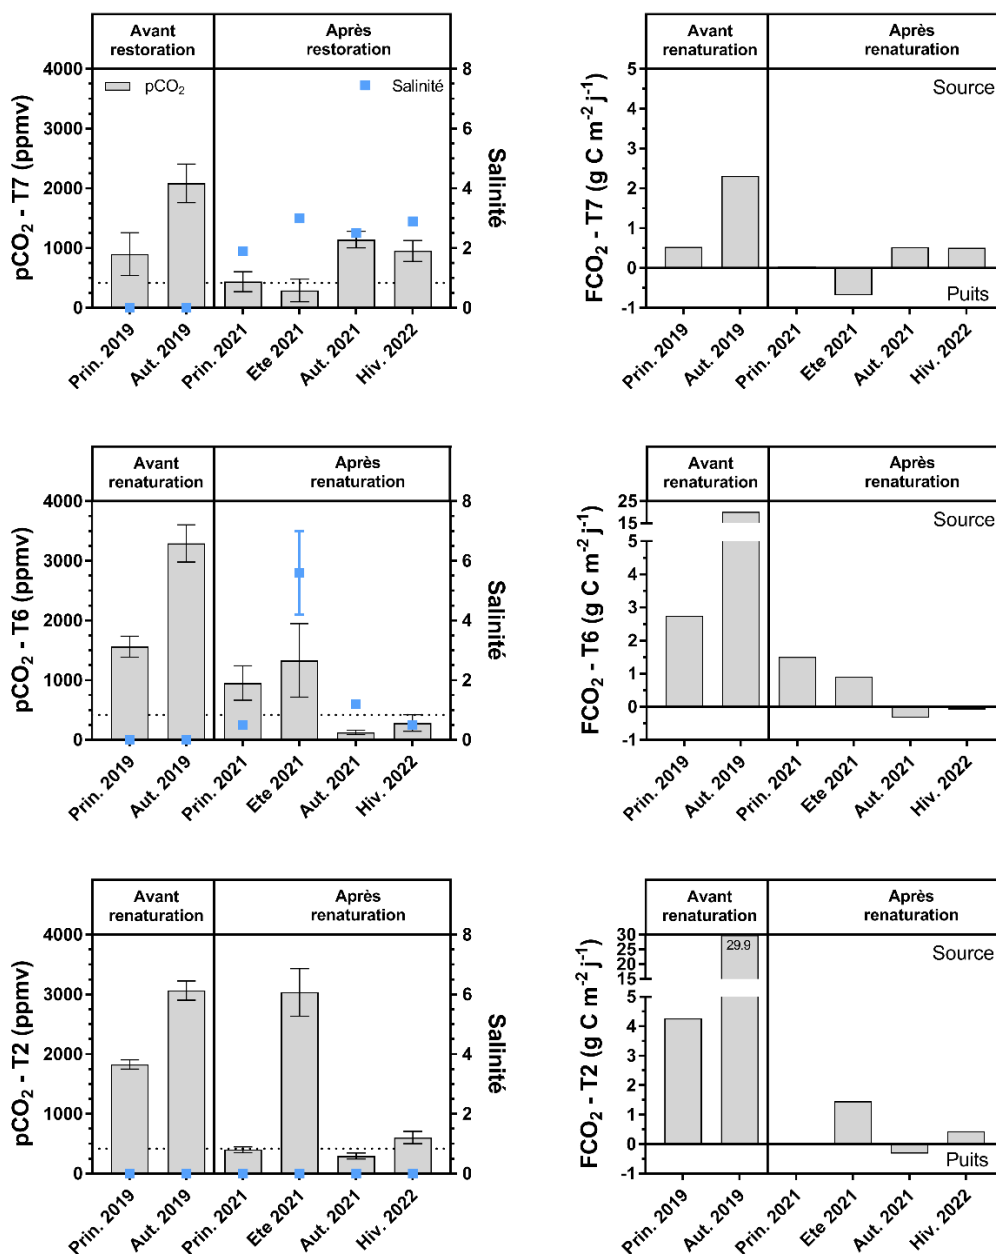 Avant
restoration
Après
restoration
pCO2 - T7 (ppmv)
4000
3000
2000
1000
0
pCO2
Salinité
8
6
4
2
0
Salinité
Prin. 2019
Aut. 2019
Prin. 2021
Ete 2021
Aut. 2021
Hiv. 2022
Avant
renaturation
Après
renaturation
FCO2 - T7 (g C m-2 j-1)
5
4
3
2
1
0
-1
Source
Puits
Prin. 2019
Aut. 2019
Prin. 2021
Ete 2021
Aut. 2021
Hiv. 2022
Avant
renaturation
Après
renaturation
pCO2 - T6 (ppmv)
4000
3000
2000
1000
0
8
6
4
2
0
Salinité
Prin. 2019
Aut. 2019
Prin. 2021
Ete 2021
Aut. 2021
Hiv. 2022
Avant
renaturation
Après
renaturation
FCO2 - T6 (g C m-2 j-1)
25
15
5
4
3
2
1
0
-1
Source
Prin. 2019
Aut. 2019
Prin. 2021
Ete 2021
Aut. 2021
Hiv. 2022
Avant
renaturation
Après
renaturation
pCO2 - T2 (ppmv)
4000
3000
2000
1000
0
8
6
4
2
0
Salinité
Prin. 2019
Aut. 2019
Prin. 2021
Ete 2021
Aut. 2021
Hiv. 2022
Avant
renaturation
Après
renaturation
FCO2 - T2 (g C m-2 j-1)
30
25
20
15
5
4
3
2
1
0
-1
29.9
Source
Puits
Prin. 2019
Aut. 2019
Prin. 2021
Ete 2021
Aut. 2021
Hiv. 2022